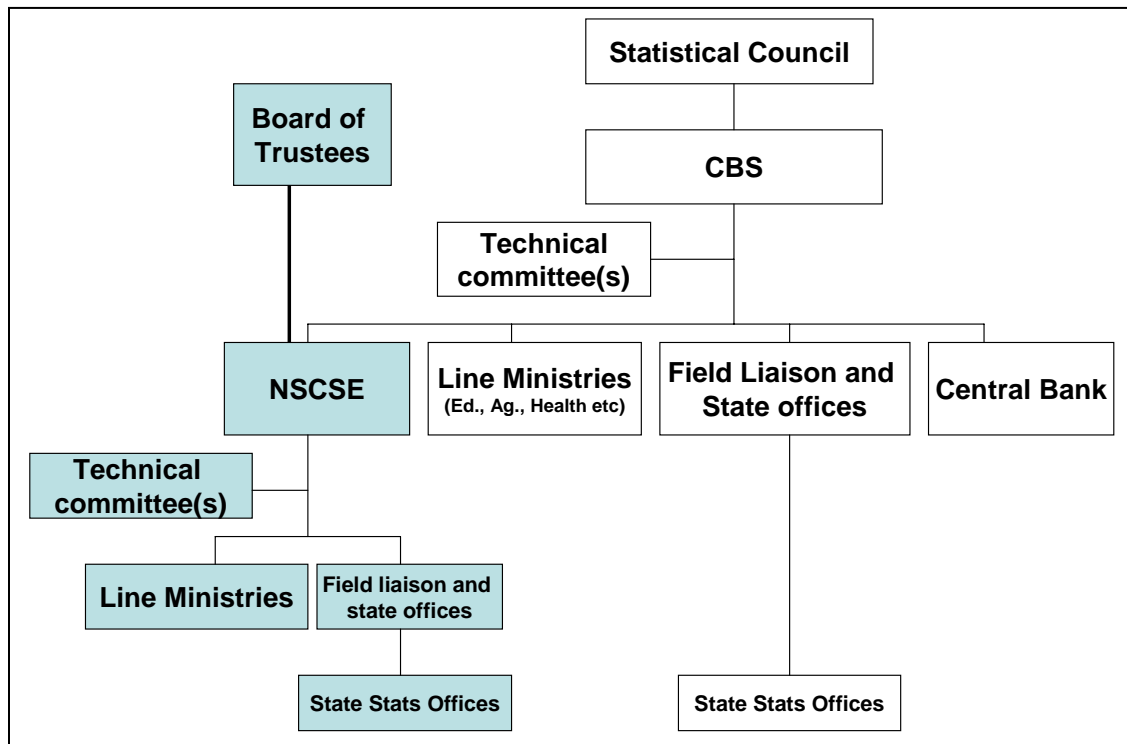 Statistical Council
Board of
Trustees
CBS
Technical
committee(s)
NSCSE
Line Ministries
(Ed., Ag., Health etc)
Field Liaison and
State offices
Central Bank
Technical
committee(s)
Line Ministries
Field liaison and
state offices
State Stats Offices
State Stats Offices